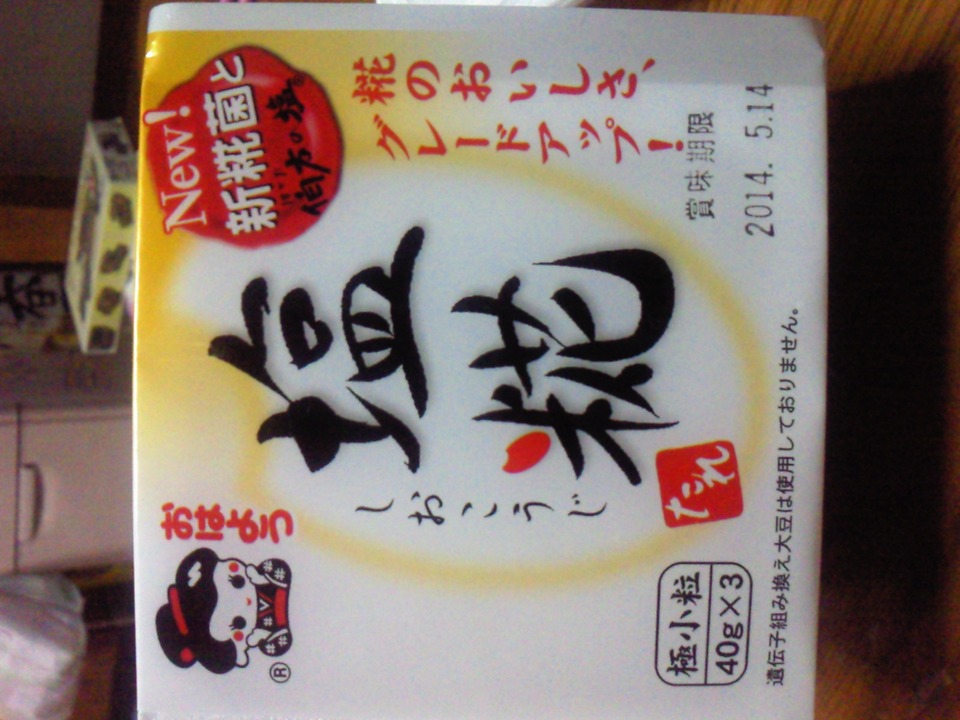 おはよう
®
New!
新糀菌と
伯方の塩®
糀のおいしさ、
グレードアップ!
塩糀
しおこうじ
たれ
賞味期限
2014. 5.14
極小粒
40g×3
遺伝子組み換え大豆は使用しておりません。